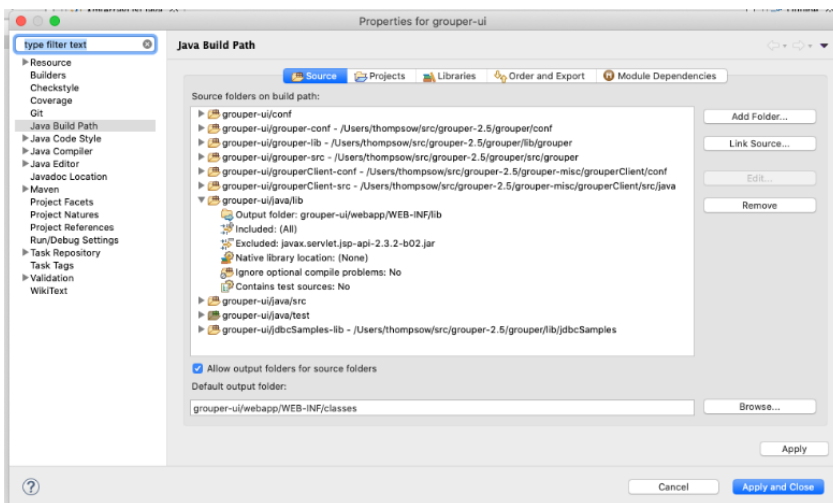 Properties for grouper-ui
type filter text
Java Build Path
Resource
Builders
Checkstyle
Coverage
Git
Java Build Path
Java Code Style
Java Compiler
Java Editor
Javadoc Location
Maven
Project Facets
Project Natures
Project References
Run/Debug Settings
Task Repository
Task Tags
Validation
WikiText
Source
Projects
Libraries
Order and Export
Module Dependencies
Source folders on build path:
grouper-ui/conf
grouper-ui/grouper-conf - /Users/thompsow/src/grouper-2.5/grouper/conf
grouper-ui/grouper-lib - /Users/thompsow/src/grouper-2.5/grouper/lib/grouper
grouper-ui/grouper-src - /Users/thompsow/src/grouper-2.5/grouper/src/grouper
grouper-ui/grouperClient-conf - /Users/thompsow/src/grouper-2.5/grouper-misc/grouperClient/conf
grouper-ui/grouperClient-src - /Users/thompsow/src/grouper-2.5/grouper-misc/grouperClient/src/java
grouper-ui/java/lib
Output folder: grouper-ui/webapp/WEB-INF/lib
Included: (All)
Excluded: javax.servlet.jsp-api-2.3.2-b02.jar
Native library location: (None)
Ignore optional compile problems: No
Contains test sources: No
grouper-ui/java/src
grouper-ui/java/test
grouper-ui/jdbcSamples-lib - /Users/thompsow/src/grouper-2.5/grouper/lib/jdbcSamples
Add Folder...
Link Source...
Edit...
Remove
Allow output folders for source folders
Default output folder:
grouper-ui/webapp/WEB-INF/classes
Browse...
Apply
Cancel
Apply and Close